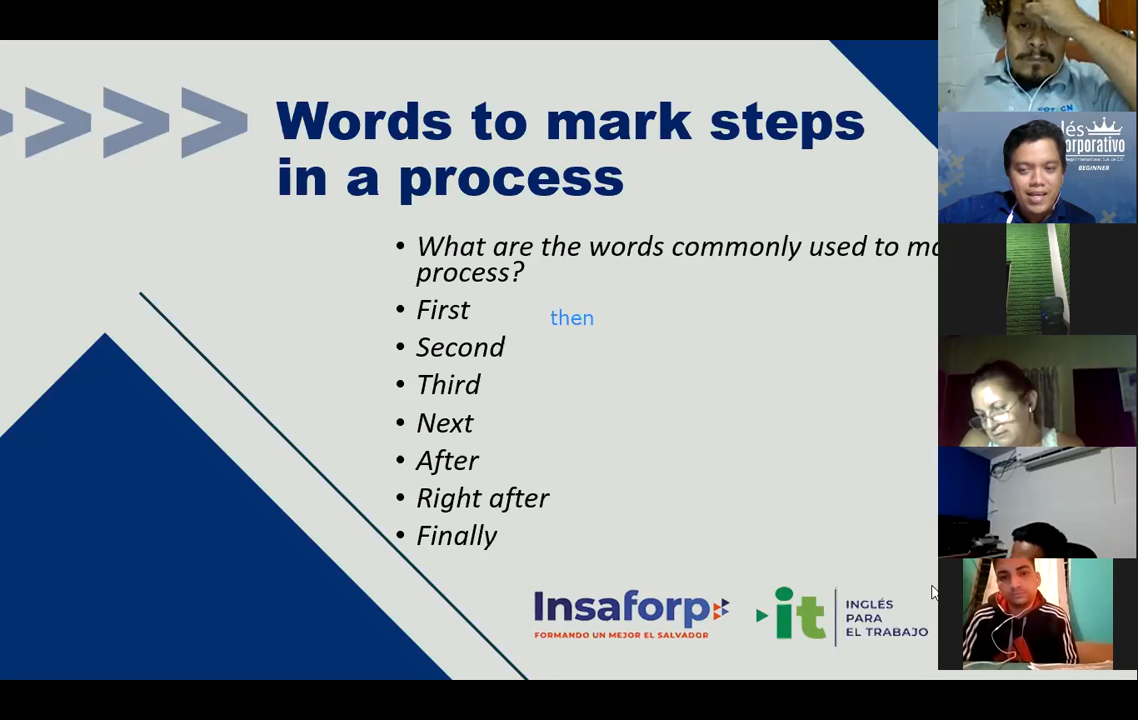 Words to mark steps
in a process
• What are the words commonly used to
process?
• First
then
• Second
• Third
• Next
• After
• Right after
• Finally
Insaforp
FORMANDO UN MEJOR EL SALVADOR
it
INGLÉS
PARA
EL TRABAJO
BEGINNER